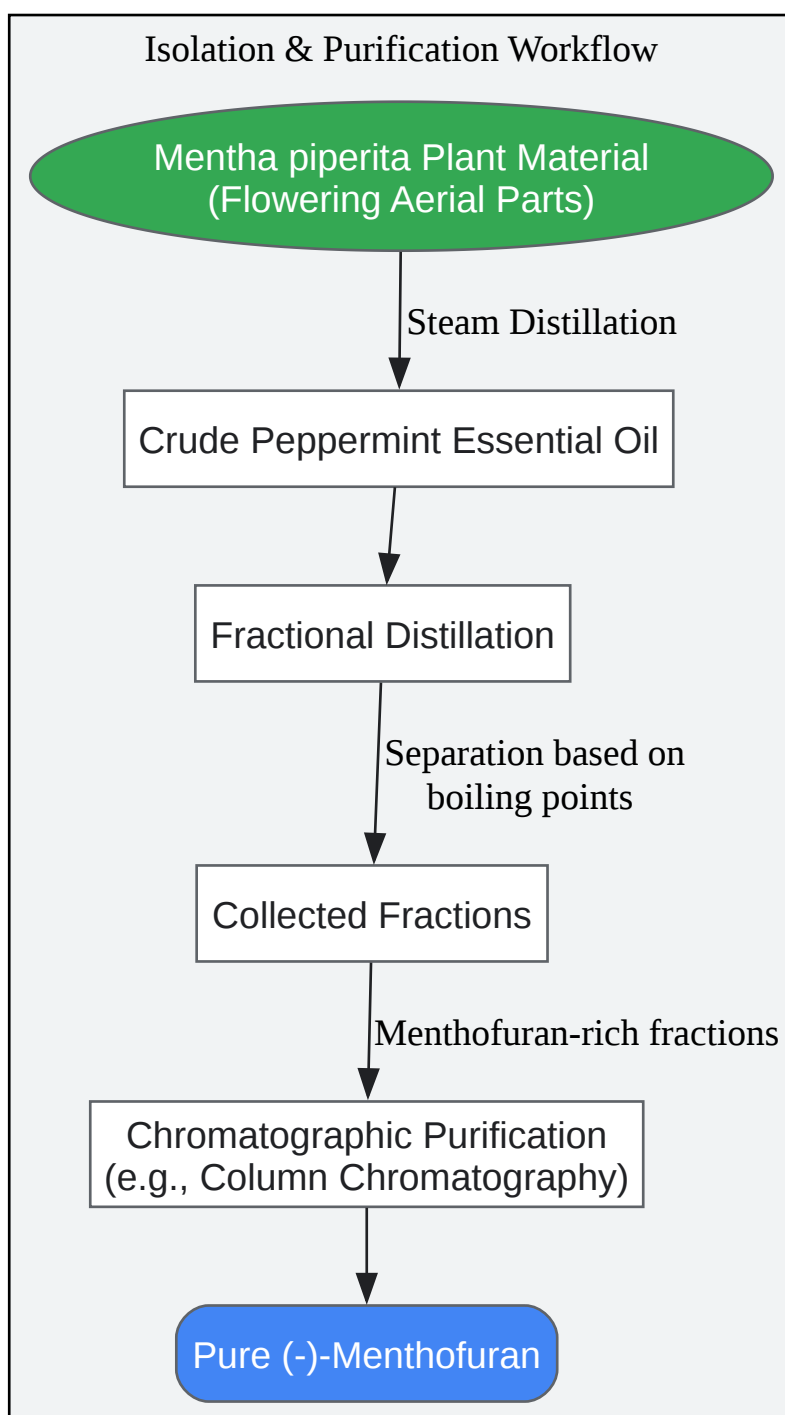 Isolation & Purification Workflow
Mentha piperita Plant Material
(Flowering Aerial Parts)
Steam Distillation
Crude Peppermint Essential Oil
Fractional Distillation
Separation based on
boiling points
Collected Fractions
Menthofuran-rich fractions
Chromatographic Purification
(e.g., Column Chromatography)
Pure (-)-Menthofuran